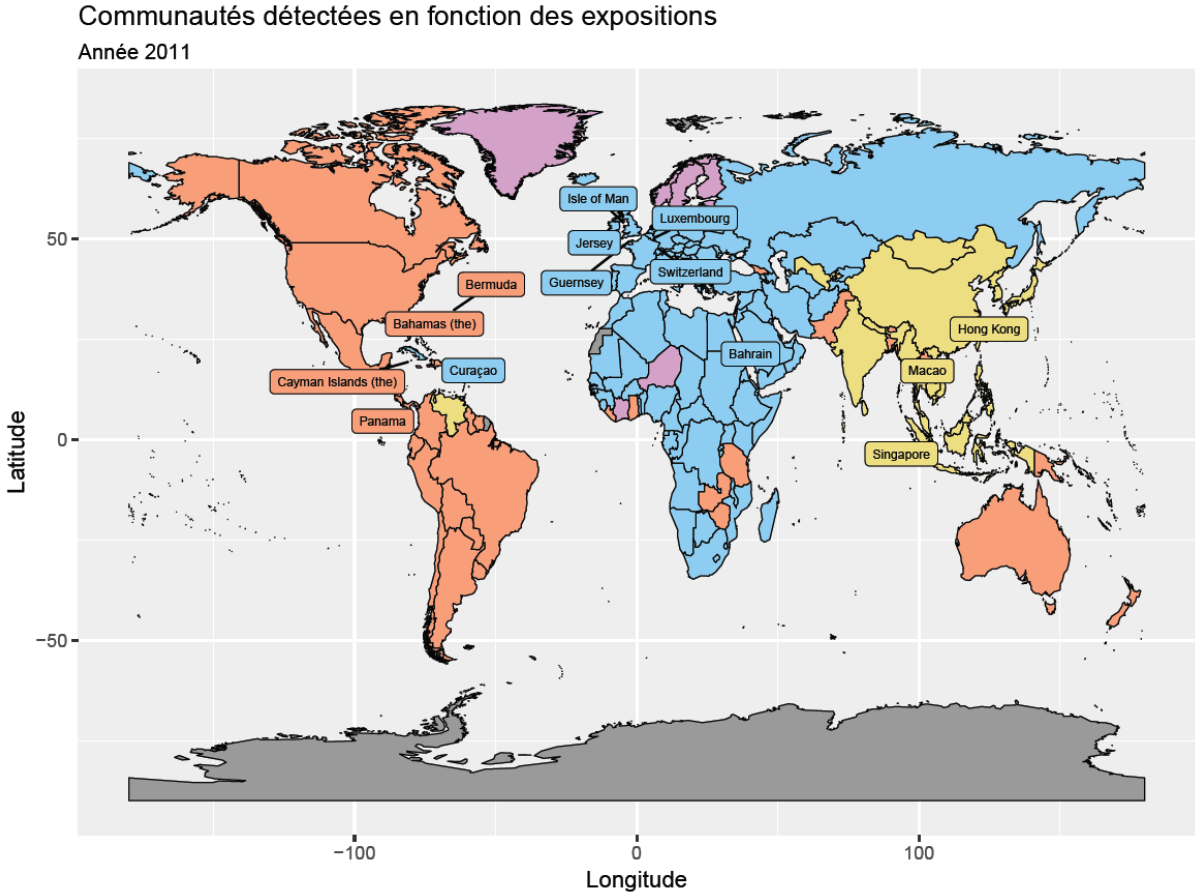 Communautés détectées en fonction des expositions
Année 2011
Isle of Man
Luxembourg
Jersey
Switzerland
Guernsey
Bermuda
Bahamas (the)
Hong Kong
Bahrain
Curaçao
Macao
Cayman Islands (the)
Panama
Singapore
50
0
−50
Latitude
−100
0
100
Longitude